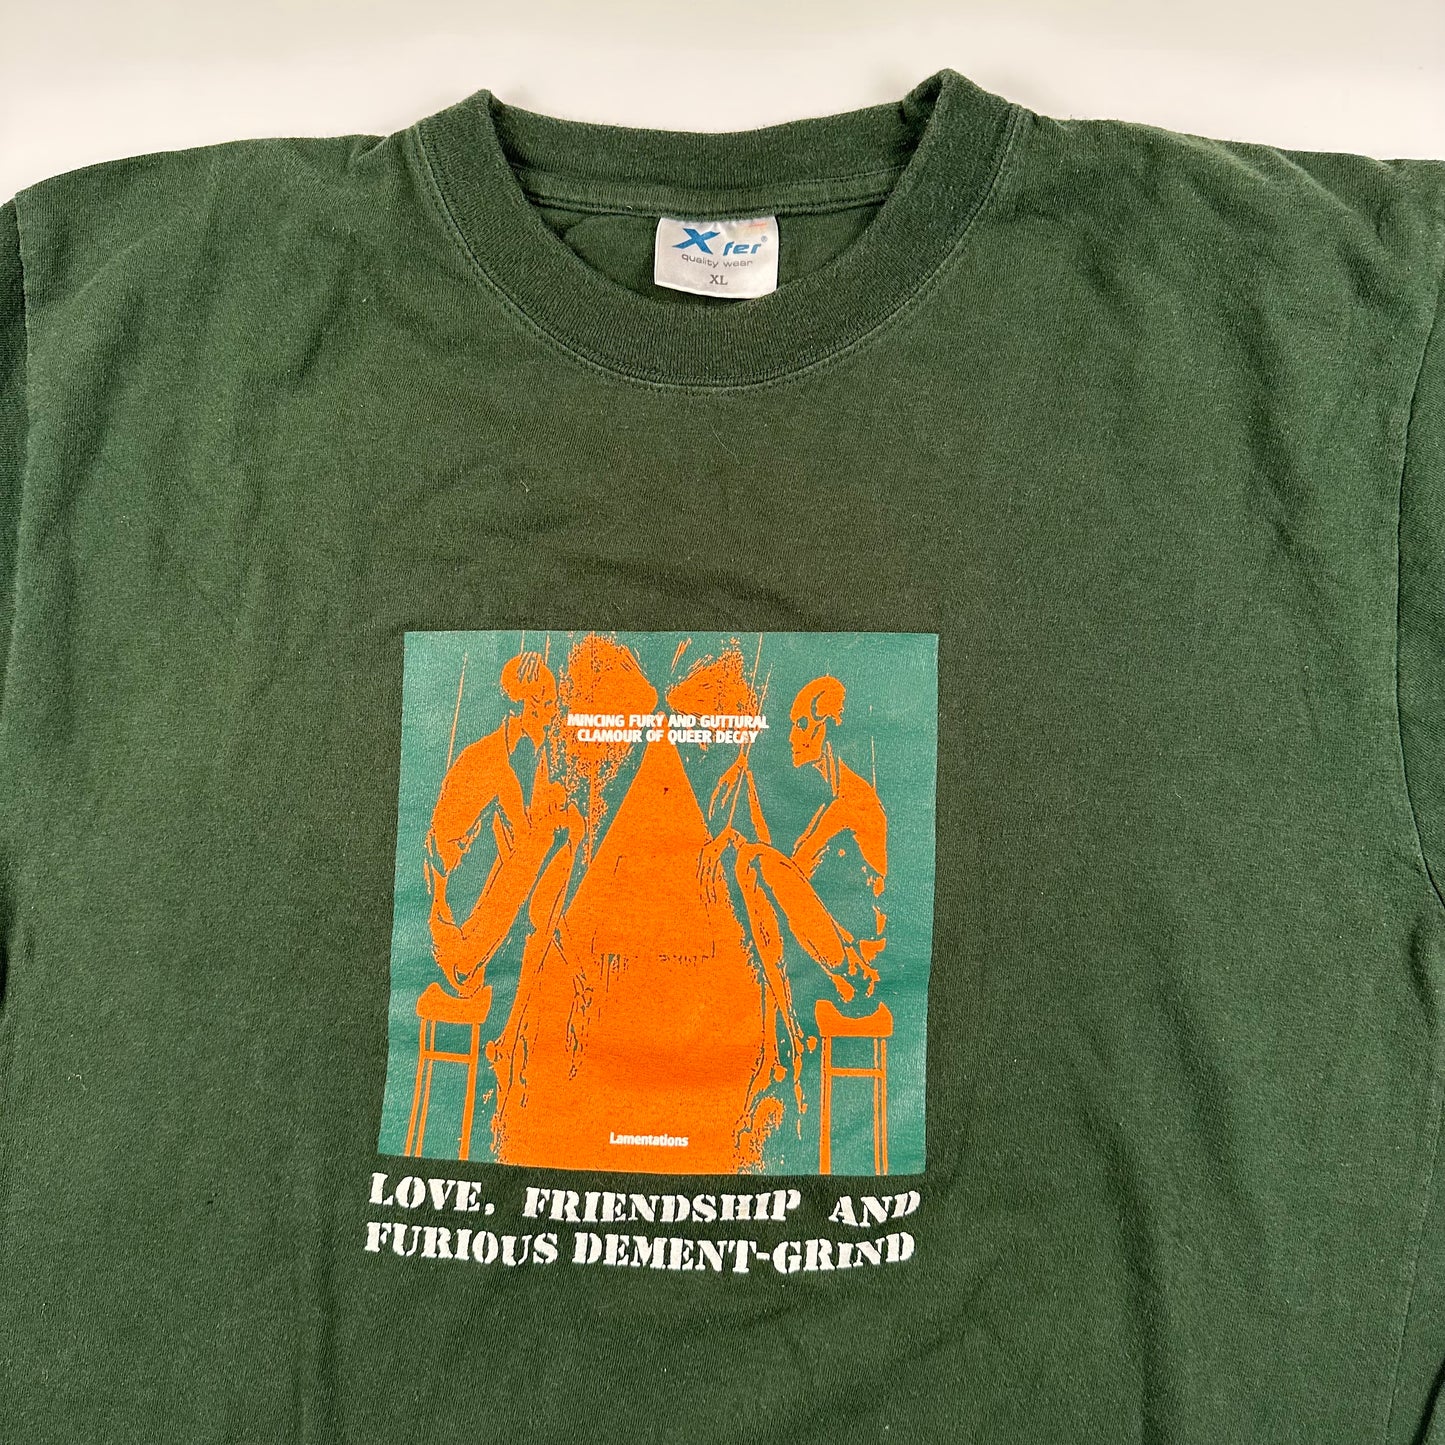 X fer®
quality wear
XL
MINCING FURY AND GUTTURAL
CLAMOUR OF QUEER DECAY
Lamentations
LOVE, FRIENDSHIP AND
FURIOUS DEMENT-GRIND